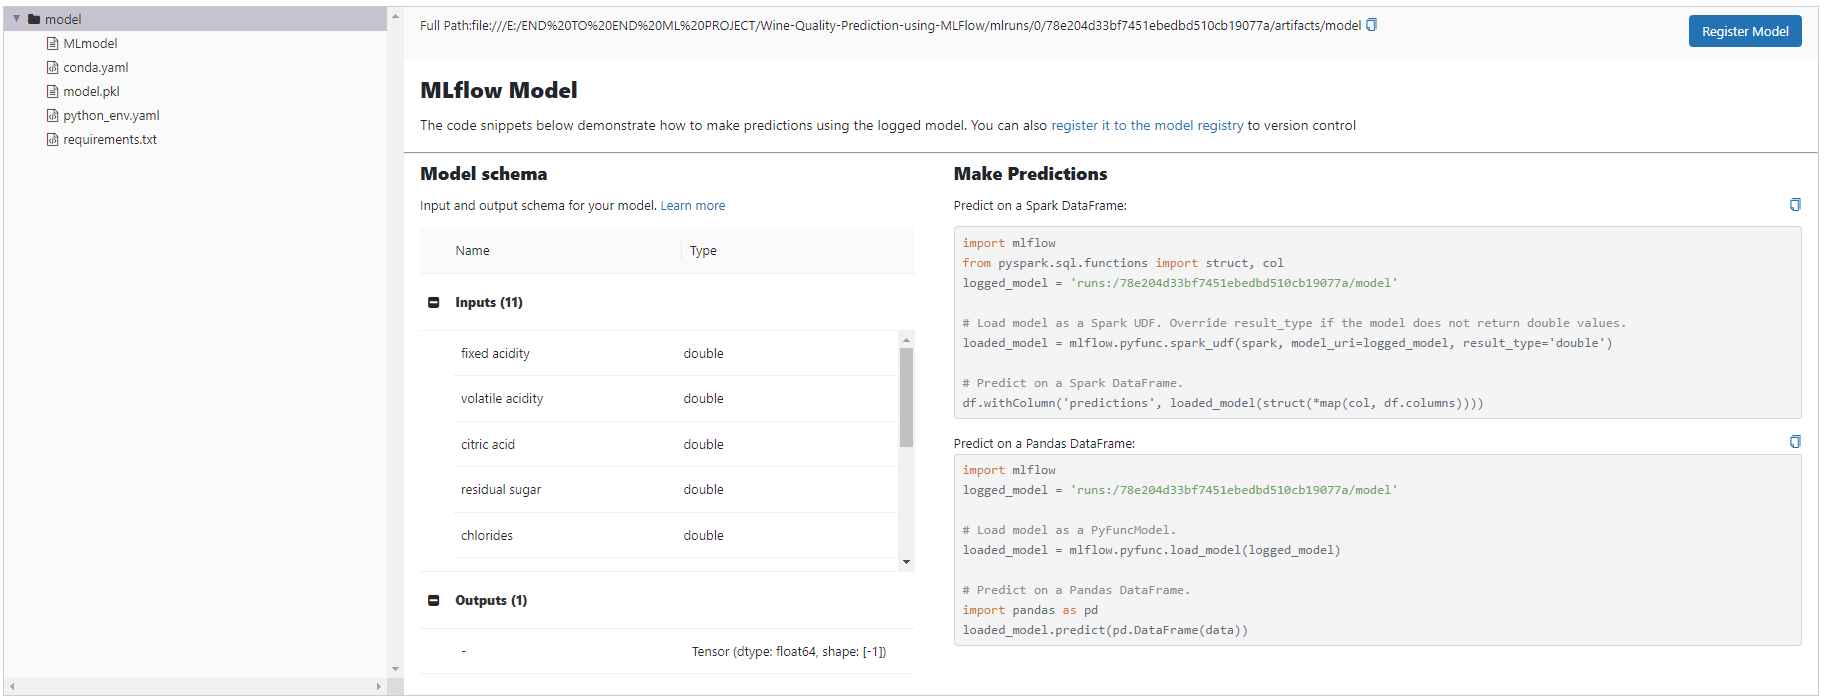 model
MLmodel
conda.yaml
model.pkl
python_env.yaml
requirements.txt
Full Path:file:///E:/END%20TO%20END%20ML%20PROJECT/Wine-Quality-Prediction-using-MLFlow/mlruns/0/78e204d33bf7451ebedbd510cb19077a/artifacts/model
Register Model
MLflow Model
The code snippets below demonstrate how to make predictions using the logged model. You can also register it to the model registry to version control
Model schema
Input and output schema for your model. Learn more
Name Type
Inputs (11)
fixed acidity double
volatile acidity double
citric acid double
residual sugar double
chlorides double
Outputs (1)
- Tensor (dtype: float64, shape: [-1])
Make Predictions
Predict on a Spark DataFrame:
import mlflow
from pyspark.sql.functions import struct, col
logged_model = 'runs:/78e204d33bf7451ebedbd510cb19077a/model'
# Load model as a Spark UDF. Override result_type if the model does not return double values.
loaded_model = mlflow.pyfunc.spark_udf(spark, model_uri=logged_model, result_type='double')
# Predict on a Spark DataFrame.
df.withColumn('predictions', loaded_model(struct(*map(col, df.columns))))
Predict on a Pandas DataFrame:
import mlflow
logged_model = 'runs:/78e204d33bf7451ebedbd510cb19077a/model'
# Load model as a PyFuncModel.
loaded_model = mlflow.pyfunc.load_model(logged_model)
# Predict on a Pandas DataFrame.
import pandas as pd
loaded_model.predict(pd.DataFrame(data))